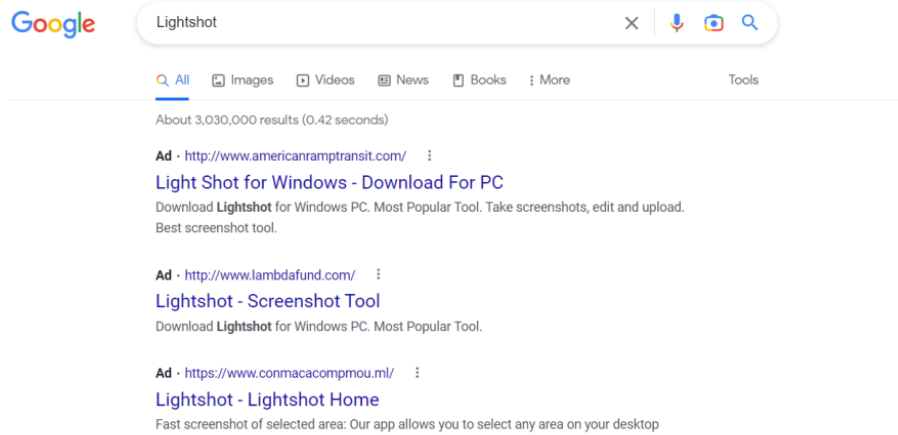 Google
Lightshot
All Images Videos News Books More Tools
About 3,030,000 results (0.42 seconds)
Ad · http://www.americanramptransit.com/
Light Shot for Windows - Download For PC
Download Lightshot for Windows PC. Most Popular Tool. Take screenshots, edit and upload.
Best screenshot tool.
Ad · http://www.lambdafund.com/
Lightshot - Screenshot Tool
Download Lightshot for Windows PC. Most Popular Tool.
Ad · https://www.conmacacompmou.ml/
Lightshot - Lightshot Home
Fast screenshot of selected area: Our app allows you to select any area on your desktop